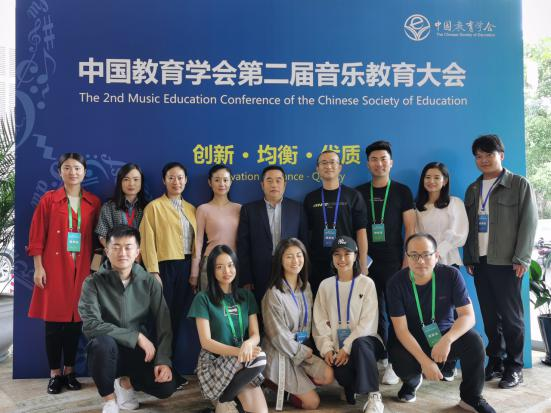 中国教育学会
The Chinese Society of Education
中国教育学会第二届音乐教育大会
The 2nd Music Education Conference of the Chinese Society of Education
创新·均衡·优质